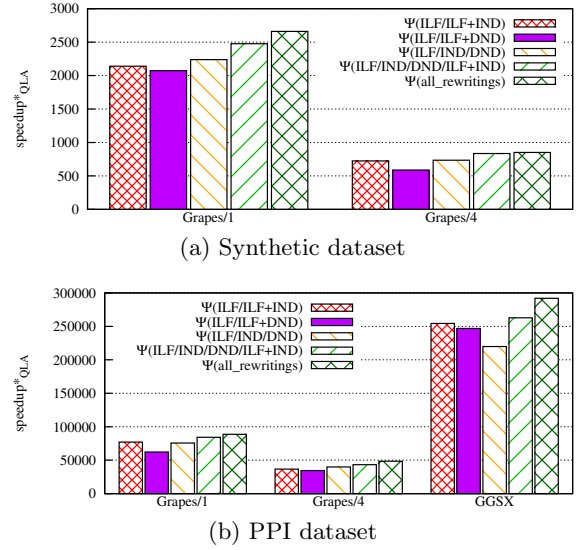 3000
2500
2000
1500
1000
500
0
speedup*QLA
Ψ(ILF/ILF+IND)
Ψ(ILF/ILF+DND)
Ψ(ILF/IND/DND)
Ψ(ILF/IND/DND/ILF+IND)
Ψ(all_rewritings)
Grapes/1 Grapes/4
(a) Synthetic dataset
300000
250000
200000
150000
100000
50000
0
speedup*QLA
Ψ(ILF/ILF+IND)
Ψ(ILF/ILF+DND)
Ψ(ILF/IND/DND)
Ψ(ILF/IND/DND/ILF+IND)
Ψ(all_rewritings)
Grapes/1 Grapes/4 GGSX
(b) PPI dataset